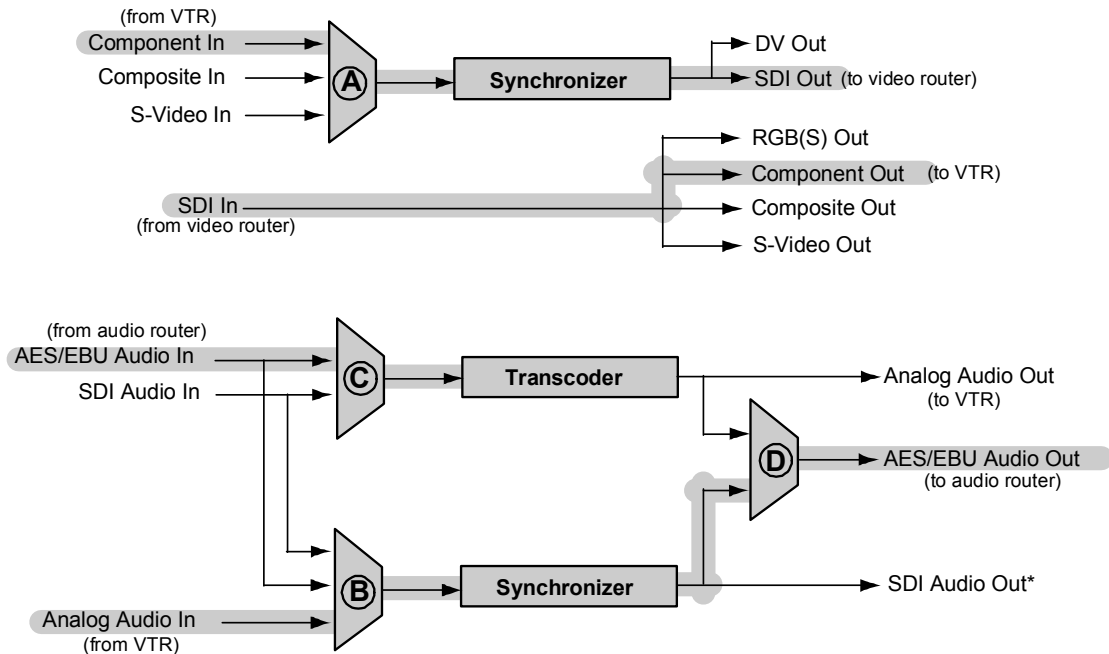 (from VTR)
Component In
Composite In
S-Video In
A
Synchronizer
DV Out
SDI Out (to video router)
RGB(S) Out
Component Out (to VTR)
SDI In
(from video router)
Composite Out
S-Video Out
(from audio router)
AES/EBU Audio In
SDI Audio In
C
Transcoder
Analog Audio Out
(to VTR)
D
AES/EBU Audio Out
(to audio router)
B
Synchronizer
SDI Audio Out*
Analog Audio In
(from VTR)